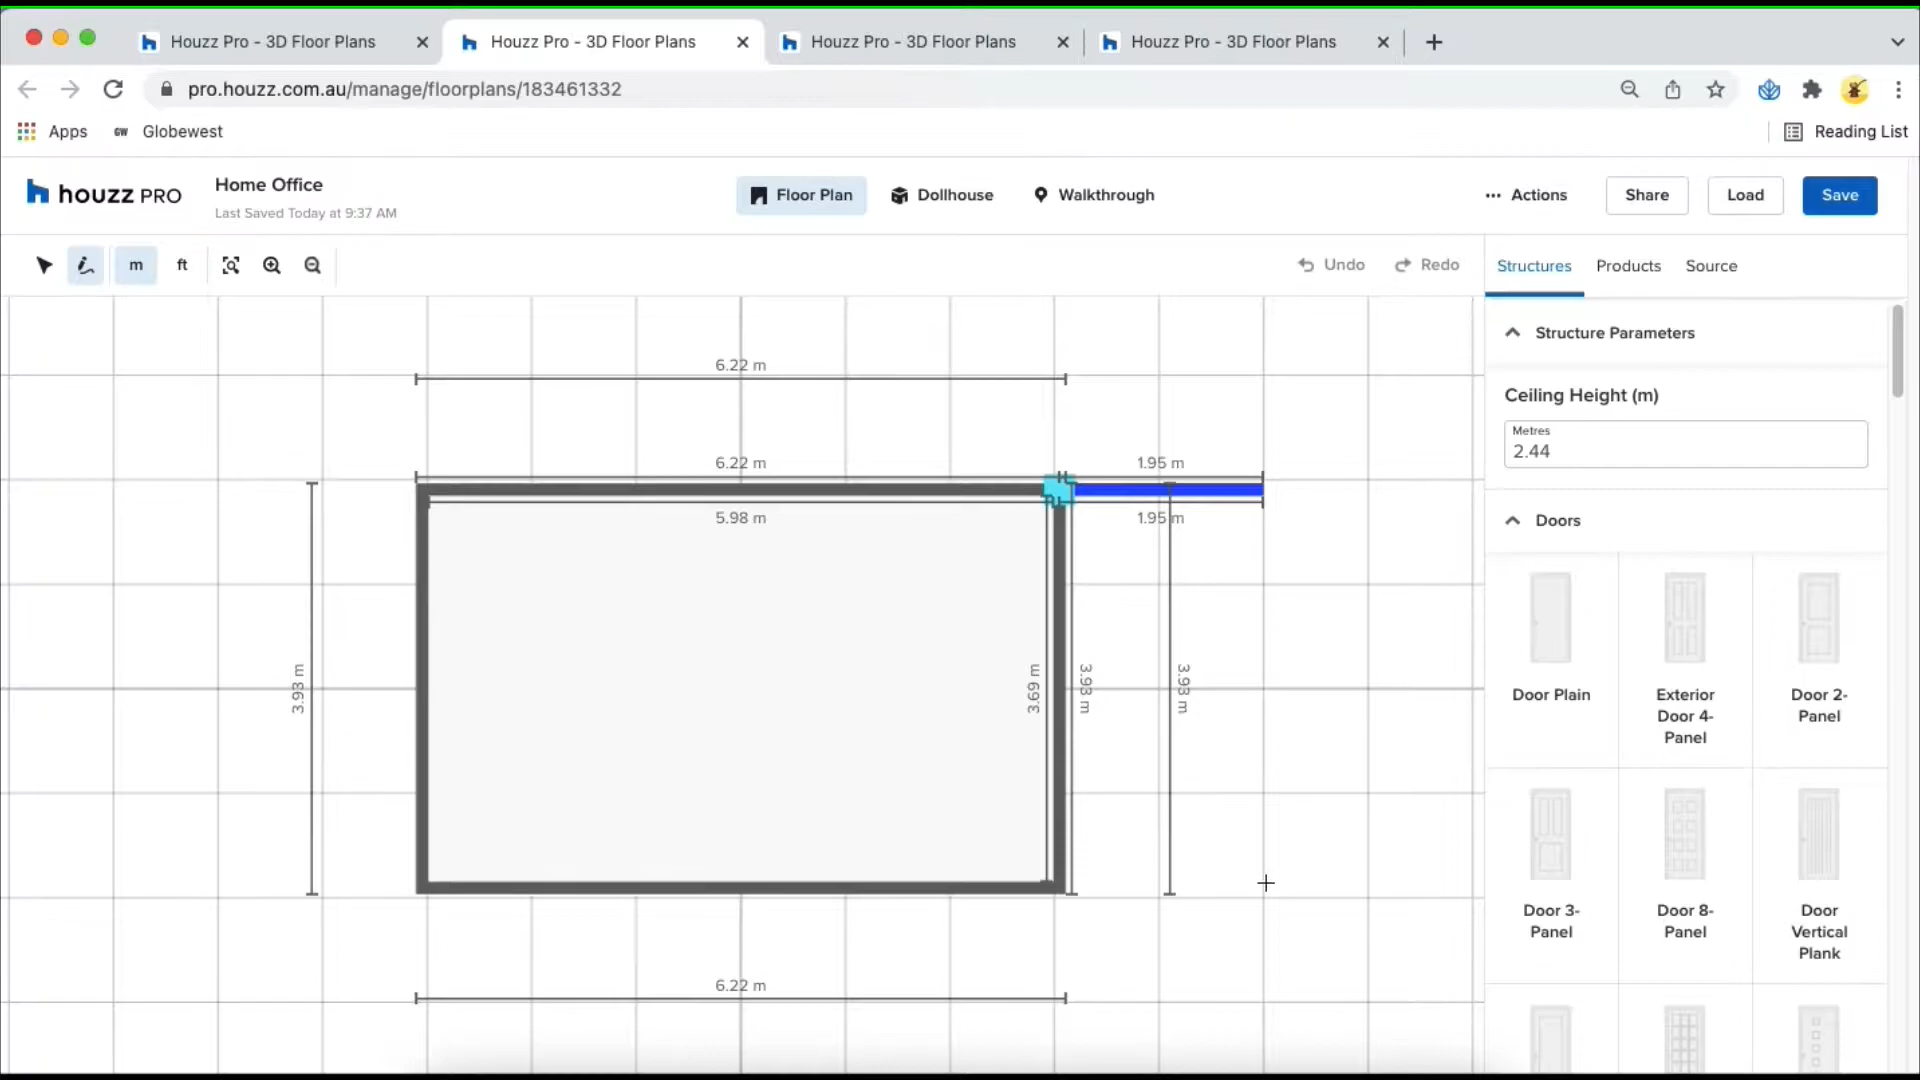 Houzz Pro - 3D Floor Plans
Houzz Pro - 3D Floor Plans
Houzz Pro - 3D Floor Plans
Houzz Pro - 3D Floor Plans
pro.houzz.com.au/manage/floorplans/183461332
Apps
GW Globewest
Reading List
houzz PRO
Home Office
Last Saved Today at 9:37 AM
Floor Plan
Dollhouse
Walkthrough
Actions
Share
Load
Save
m
ft
Undo
Redo
Structures
Products
Source
6.22 m
6.22 m
1.95 m
5.98 m
1.95 m
3.93 m
3.69 m
3.93 m
3.93 m
6.22 m
Structure Parameters
Ceiling Height (m)
Metres
2.44
Doors
Door Plain
Exterior
Door 4-
Panel
Door 2-
Panel
Door 3-
Panel
Door 8-
Panel
Door
Vertical
Plank